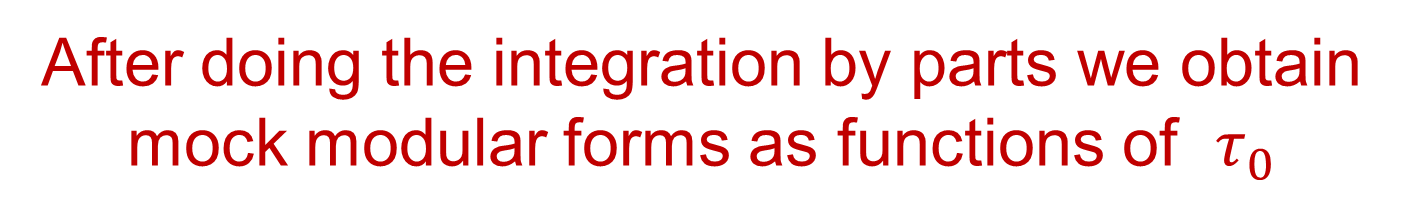 After doing the integration by parts we obtain
mock modular forms as functions of τ₀